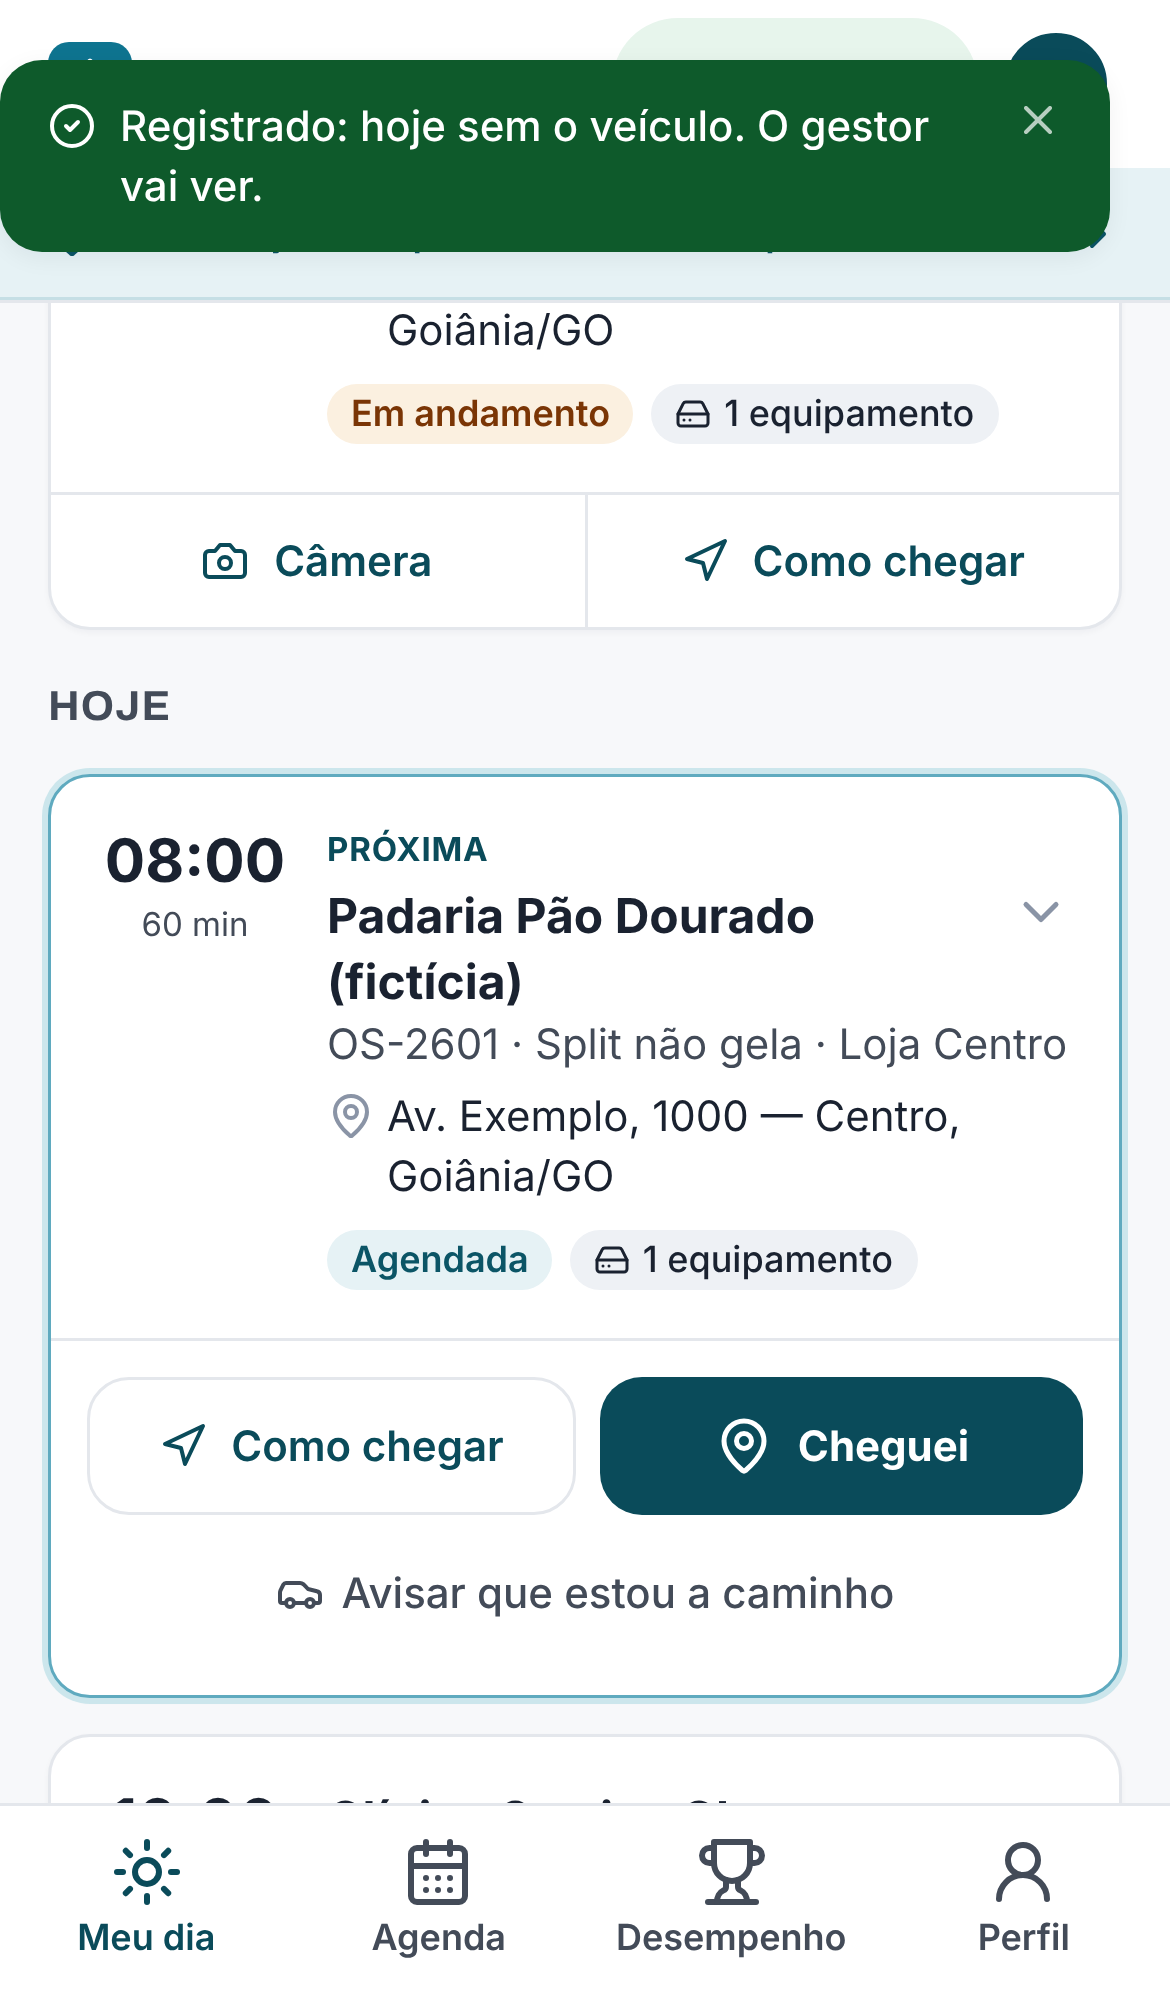 Registrado: hoje sem o veículo. O gestor
vai ver.
Goiânia/GO
Em andamento
1 equipamento
Câmera
Como chegar
HOJE
08:00
60 min
PRÓXIMA
Padaria Pão Dourado
(fictícia)
OS-2601 · Split não gela · Loja Centro
Av. Exemplo, 1000 — Centro,
Goiânia/GO
Agendada
1 equipamento
Como chegar
Cheguei
Avisar que estou a caminho
Meu dia
Agenda
Desempenho
Perfil